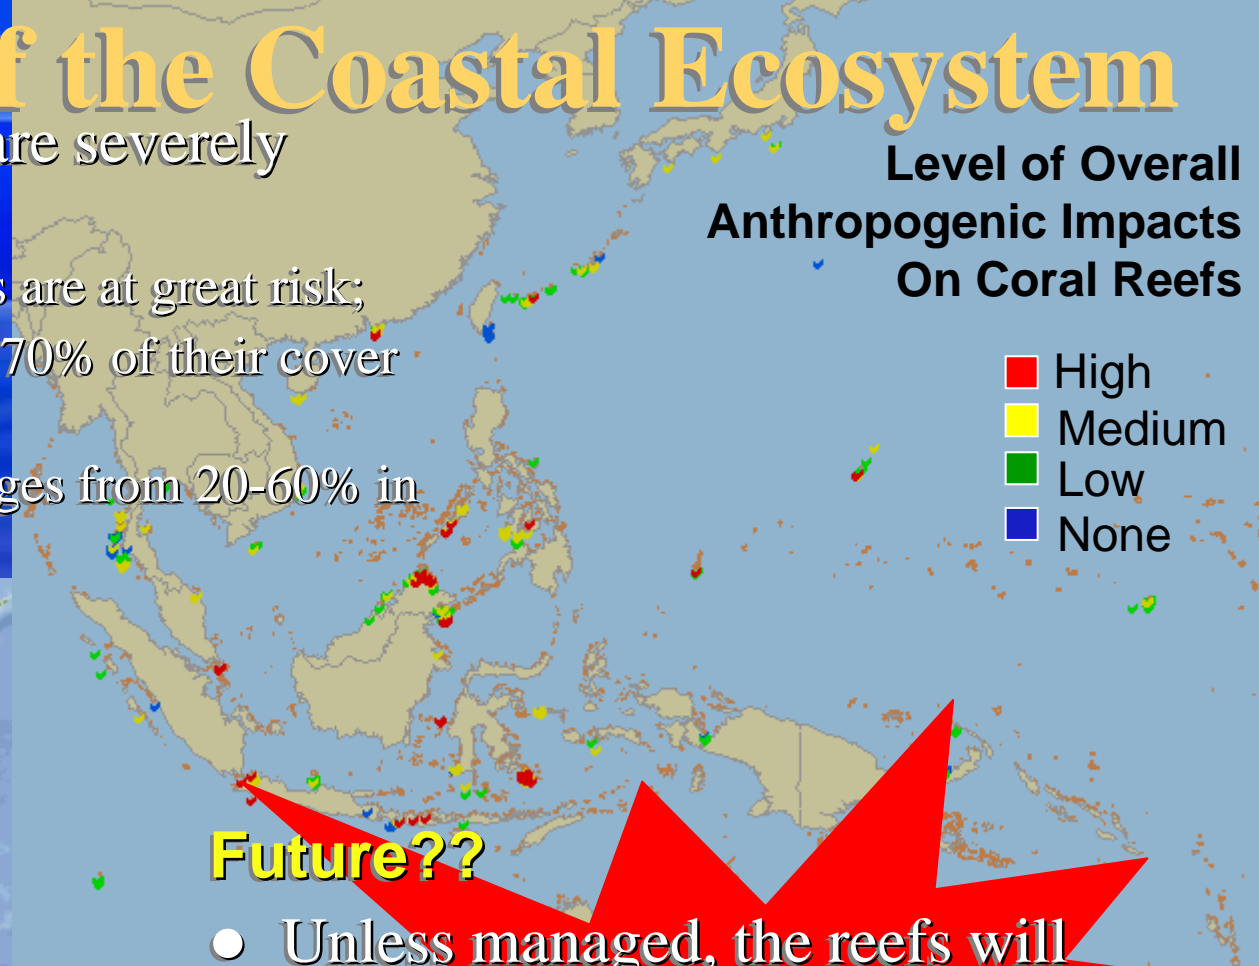 f the Coastal Ecosystem
are severely
Level of Overall
Anthropogenic Impacts
On Coral Reefs
s are at great risk;
70% of their cover
High
Medium
Low
None
ges from 20-60% in
Future??
● Unless managed, the reefs will